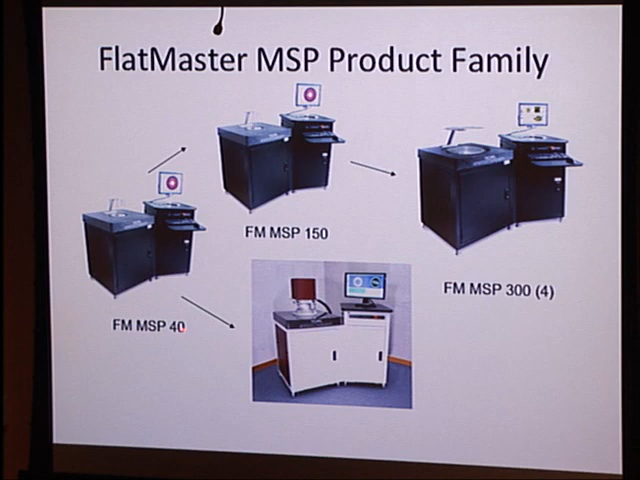 FlatMaster MSP Product Family
FM MSP 150
FM MSP 300 (4)
FM MSP 40